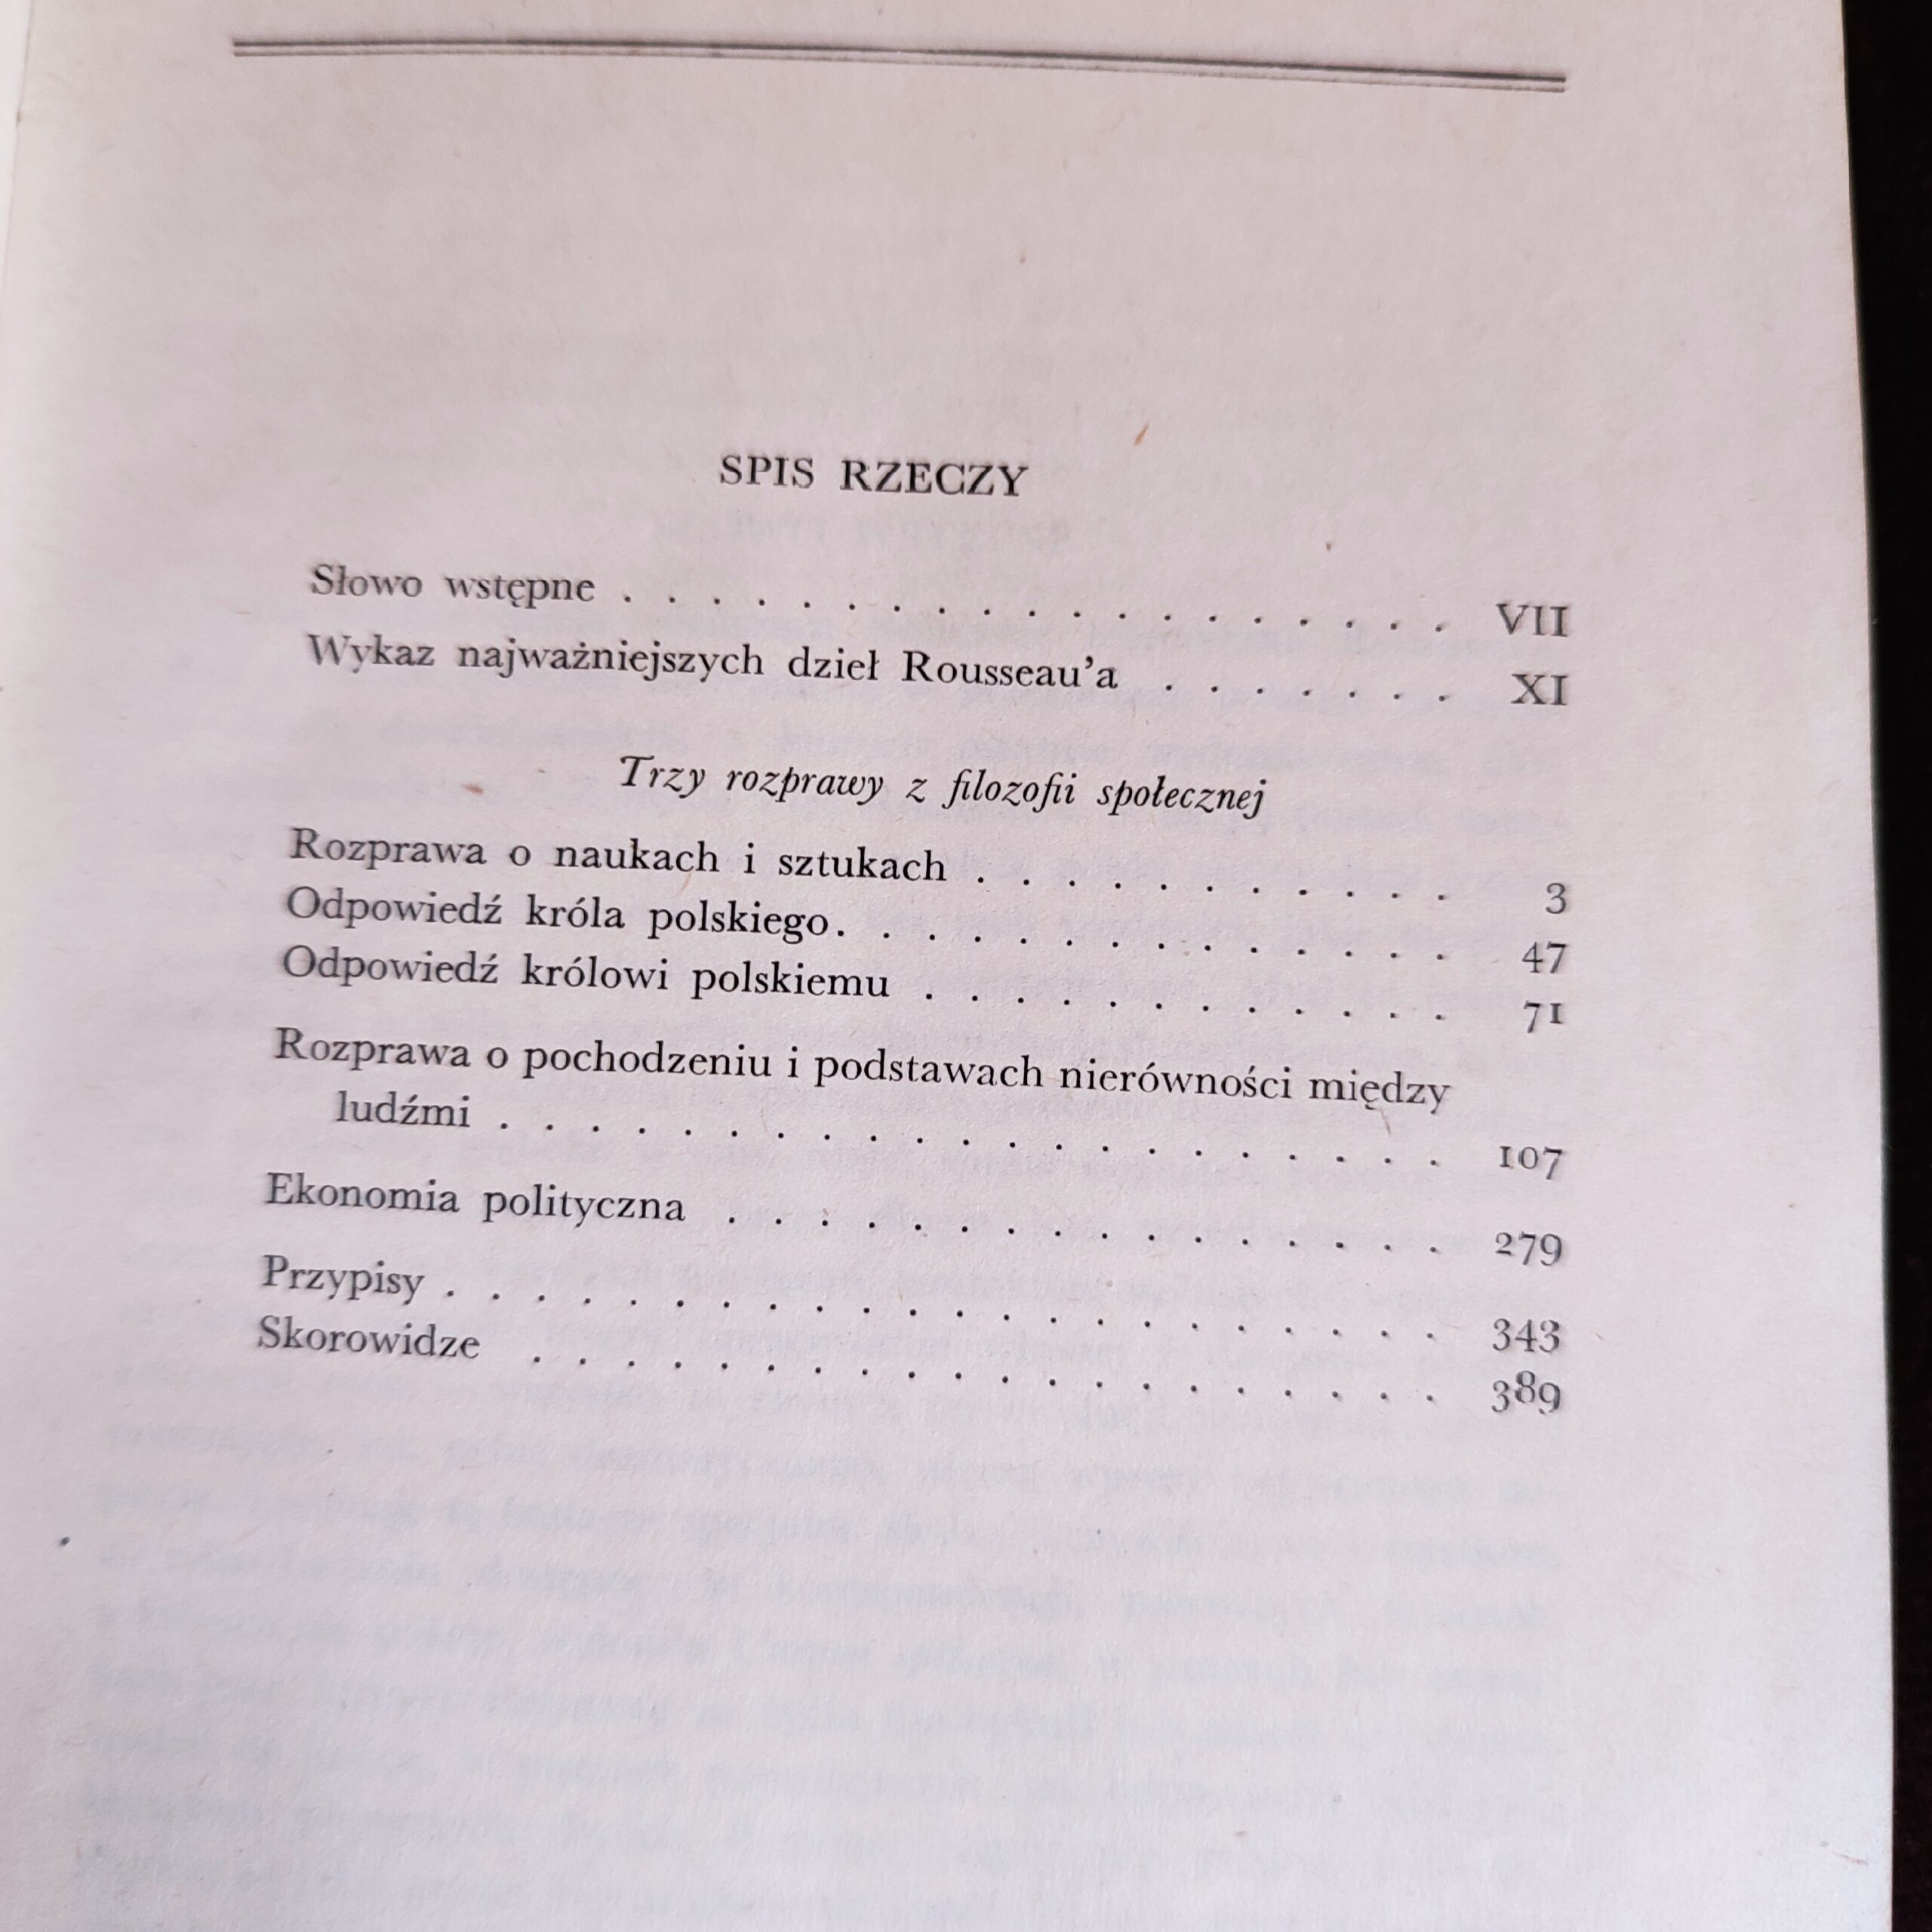 SPIS RZECZY
Słowo wstępne . . . . . . . . . . . . . . . . . . . VII
Wykaz najważniejszych dzieł Rousseau’a . . . . . . . XI
Trzy rozprawy z filozofii społecznej
Rozprawa o naukach i sztukach . . . . . . . . . . . 3
Odpowiedź króla polskiego. . . . . . . . . . . . . . 47
Odpowiedź królowi polskiemu . . . . . . . . . . . . 71
Rozprawa o pochodzeniu i podstawach nierówności między
ludźmi . . . . . . . . . . . . . . . . . . . . . 107
Ekonomia polityczna . . . . . . . . . . . . . . . . 279
Przypisy . . . . . . . . . . . . . . . . . . . . . . 343
Skorowidze . . . . . . . . . . . . . . . . . . . . 389